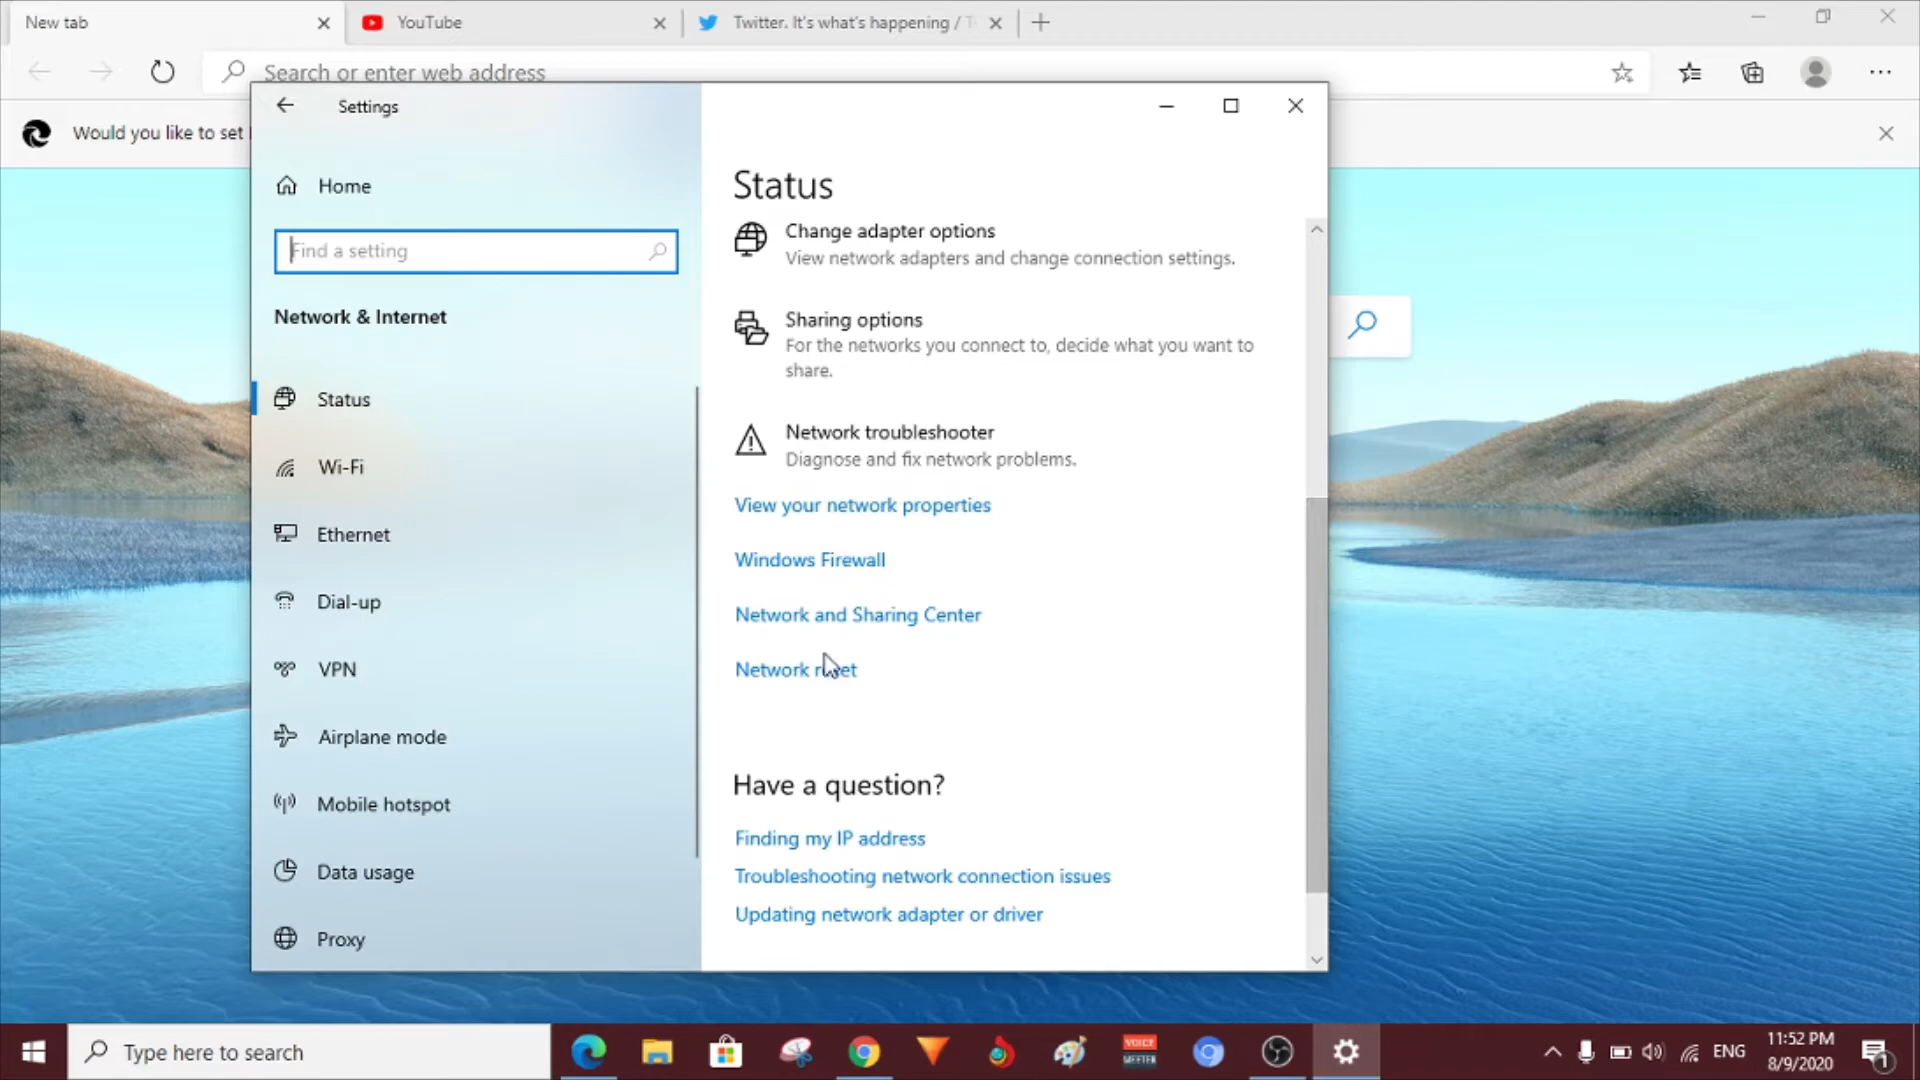 New tab
YouTube
Twitter. It's what's happening / T
Search or enter web address
Would you like to set
Settings
Home
Find a setting
Network & Internet
Status
Wi-Fi
Ethernet
Dial-up
VPN
Airplane mode
Mobile hotspot
Data usage
Proxy
Status
Change adapter options
View network adapters and change connection settings.
Sharing options
For the networks you connect to, decide what you want to
share.
Network troubleshooter
Diagnose and fix network problems.
View your network properties
Windows Firewall
Network and Sharing Center
Network reset
Have a question?
Finding my IP address
Troubleshooting network connection issues
Updating network adapter or driver
Type here to search
VOICE
MEETER
ENG
11:52 PM
8/9/2020
1